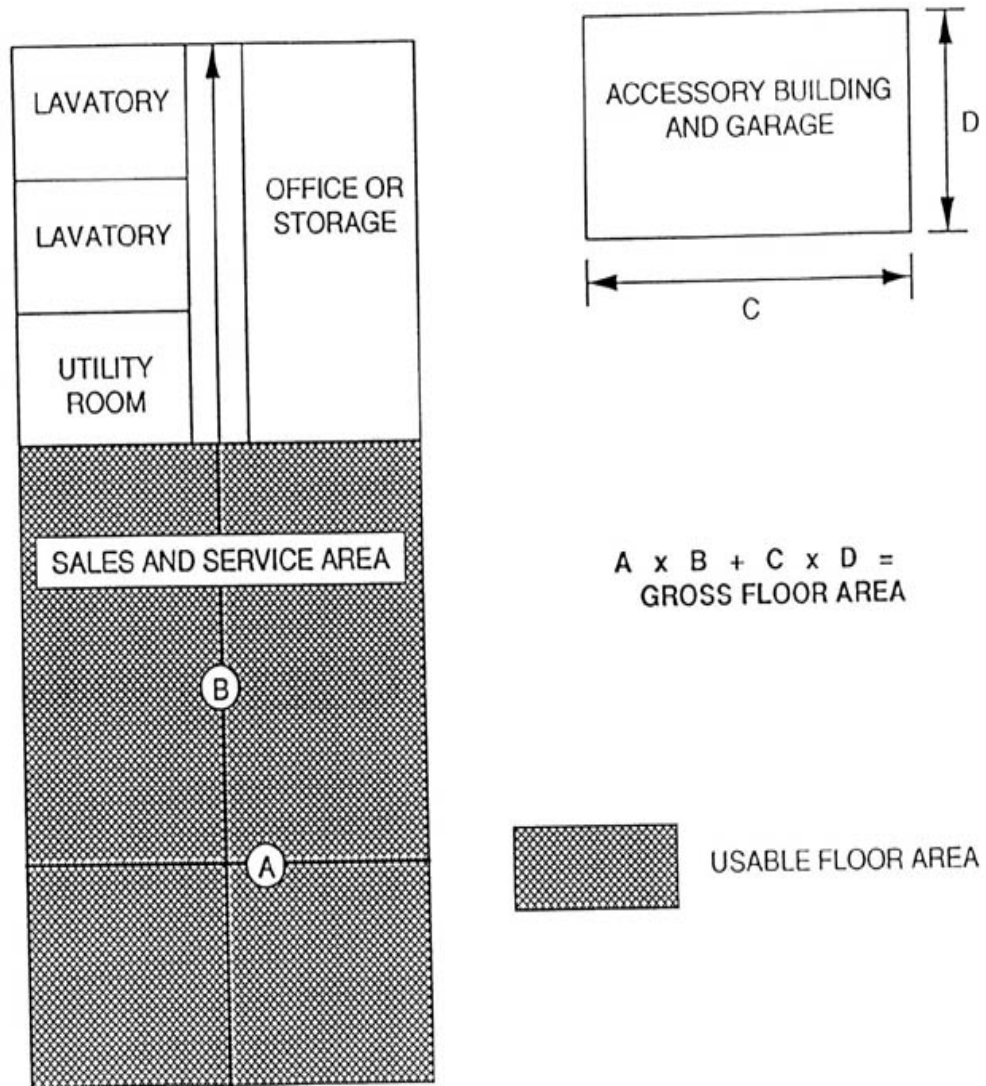 LAVATORY
LAVATORY
UTILITY
ROOM
OFFICE OR
STORAGE
ACCESSORY BUILDING
AND GARAGE
D
C
SALES AND SERVICE AREA
A x B + C x D =
GROSS FLOOR AREA
B
A
USABLE FLOOR AREA